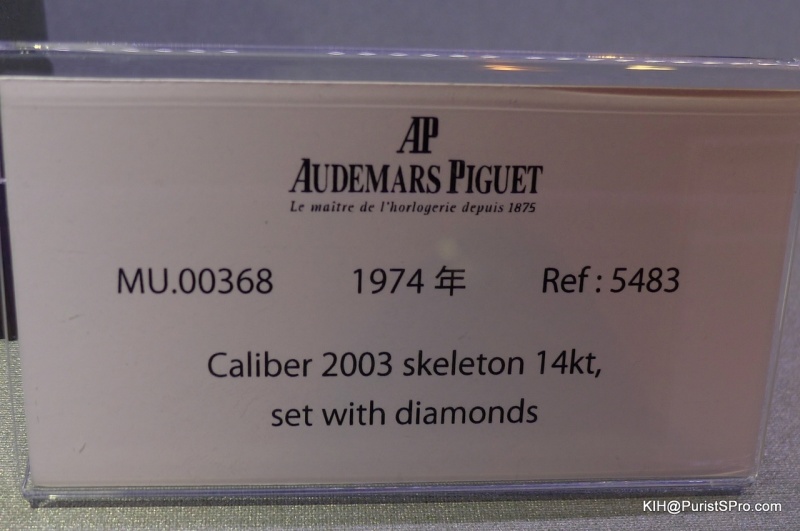 AP
AUDEMARS PIGUET
Le maître de l'horlogerie depuis 1875
MU.00368 1974 年 Ref : 5483
Caliber 2003 skeleton 14kt,
set with diamonds
KIH@PuristSPro.com